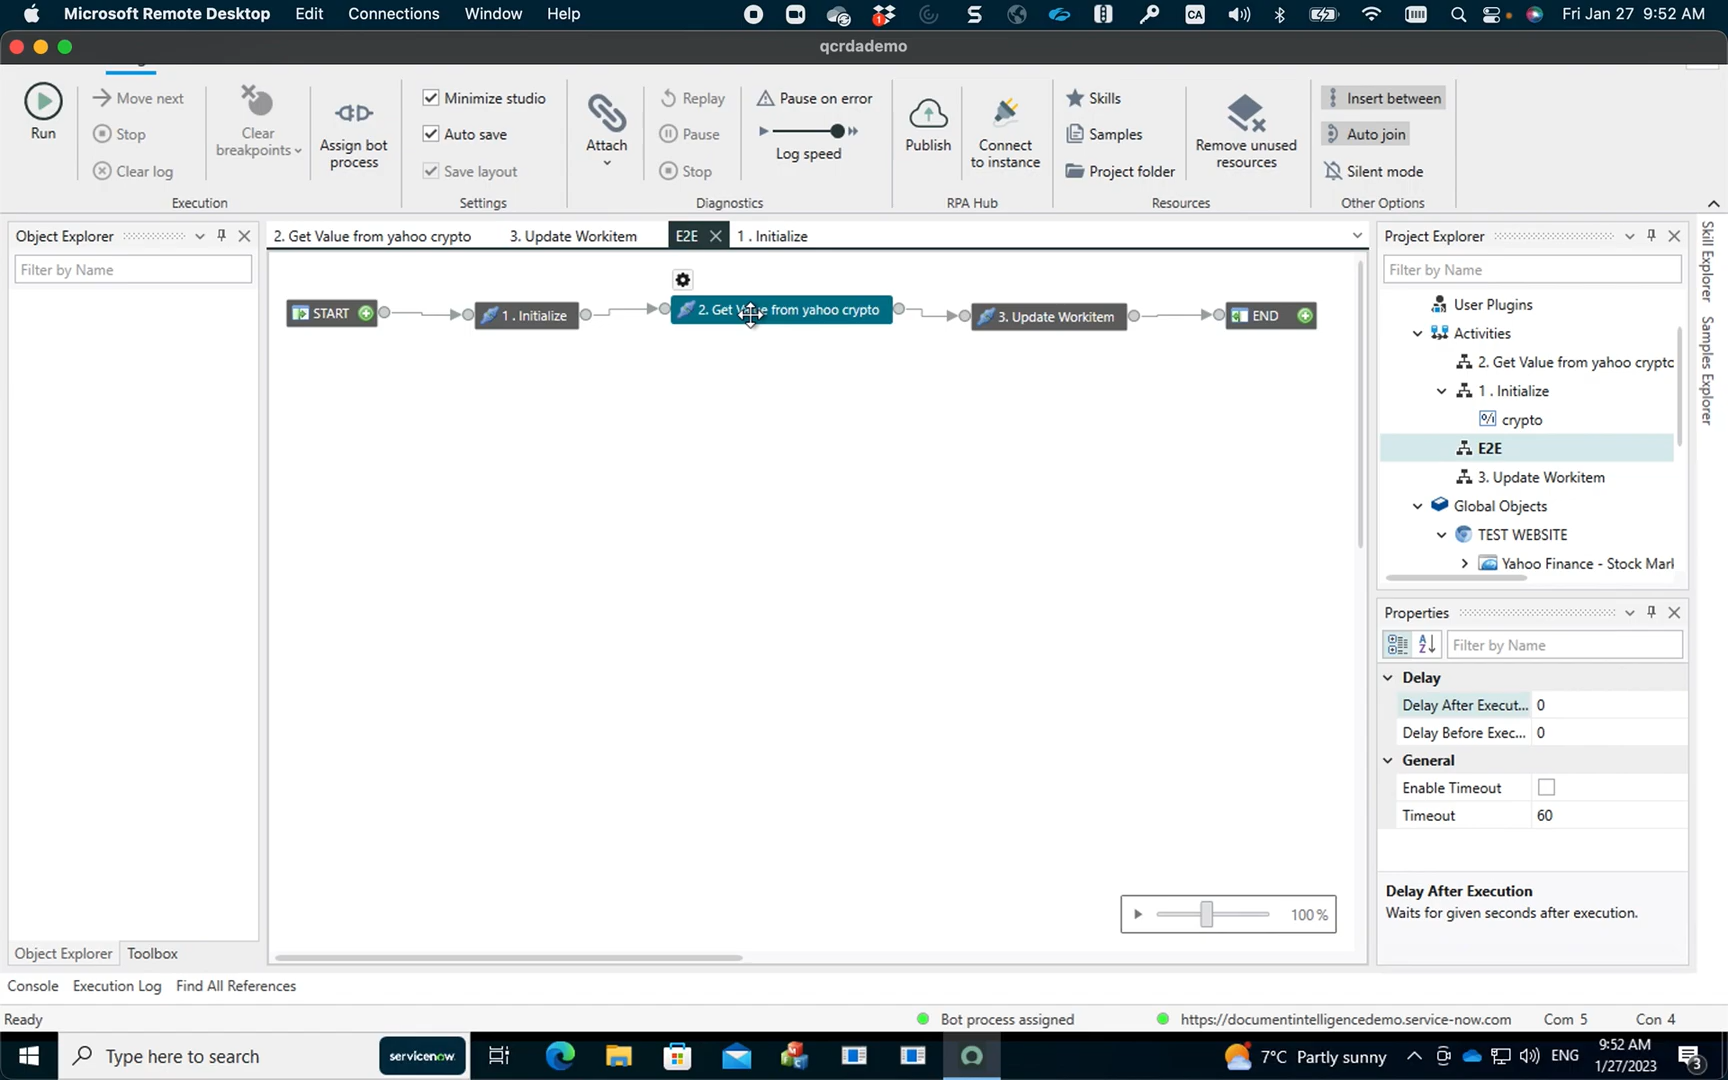 Microsoft Remote Desktop Edit Connections Window Help
1 S CA Fri Jan 27 9:52 AM
qcrdademo
Run
Move next
Stop
Clear log
Clear
breakpoints
Assign bot
process
Execution
Minimize studio
Auto save
Save layout
Settings
Attach
Replay
Pause
Stop
Pause on error
Log speed
Diagnostics
Publish
Connect
to instance
RPA Hub
Skills
Samples
Project folder
Remove unused
resources
Resources
Insert between
Auto join
Silent mode
Other Options
Object Explorer
Filter by Name
2. Get Value from yahoo crypto 3. Update Workitem E2E 1 . Initialize
START 1 . Initialize 2. Get Value from yahoo crypto 3. Update Workitem END
100 %
Object Explorer Toolbox
Project Explorer
Filter by Name
User Plugins
Activities
2. Get Value from yahoo crypto
1 . Initialize
crypto
E2E
3. Update Workitem
Global Objects
TEST WEBSITE
Yahoo Finance - Stock Mark
Skill Explorer
Samples Explorer
Properties
A
Z
Filter by Name
Delay
Delay After Execut... 0
Delay Before Exec... 0
General
Enable Timeout
Timeout 60
Delay After Execution
Waits for given seconds after execution.
Console Execution Log Find All References
Ready Bot process assigned https://documentintelligencedemo.service-now.com Com 5 Con 4
Type here to search servicenow 7°C Partly sunny ENG
9:52 AM
1/27/2023
3